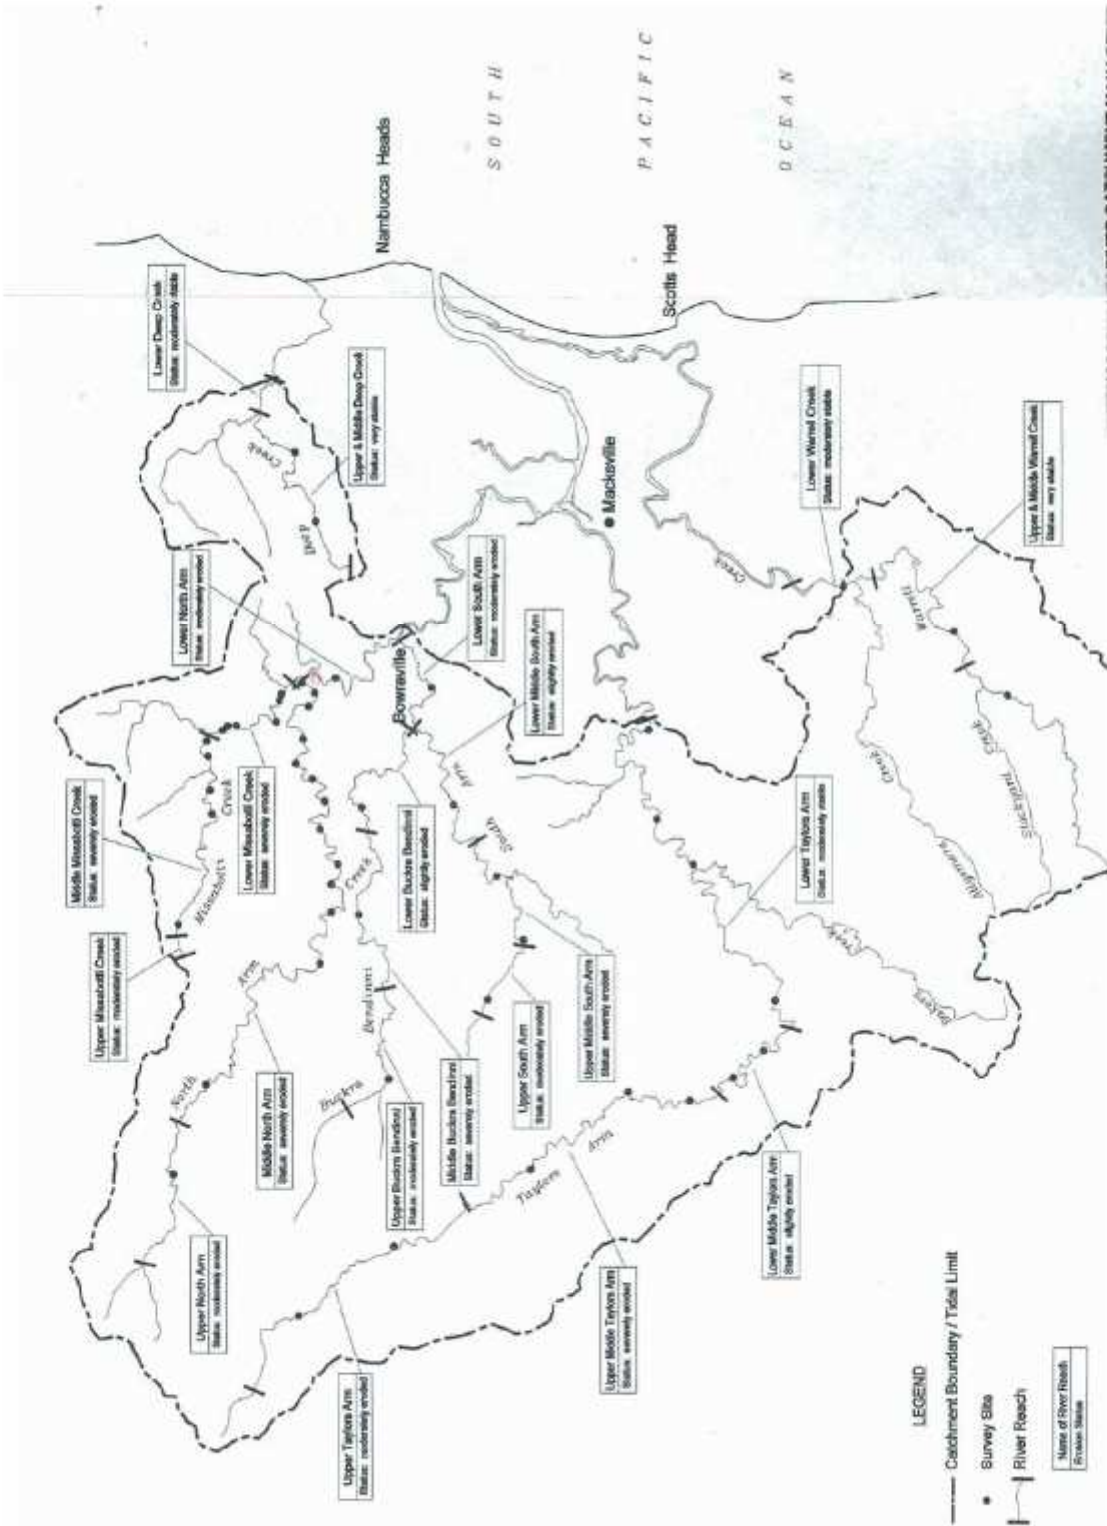 SOUTH
PACIFIC
OCEAN
Nambucca Heads
Scotts Head
Macksville
Bowraville
Lower Deep Creek
Status: moderately stable
Upper & Middle Deep Creek
Status: very stable
Lower North Arm
Status: moderately eroded
Lower South Arm
Status: moderately eroded
Lower Middle South Arm
Status: slightly eroded
Lower Warrell Creek
Status: moderately stable
Upper & Middle Warrell Creek
Status: very stable
Middle Missabotti Creek
Status: severely eroded
Lower Missabotti Creek
Status: severely eroded
Upper Missabotti Creek
Status: moderately eroded
Lower Buckra Bendinni
Status: slightly eroded
Lower Taylors Arm
Status: moderately stable
Upper Middle South Arm
Status: severely eroded
Upper South Arm
Status: moderately eroded
Middle Buckra Bendinni
Status: severely eroded
Upper Buckra Bendinni
Status: moderately eroded
Middle North Arm
Status: severely eroded
Upper North Arm
Status: moderately eroded
Lower Middle Taylors Arm
Status: slightly eroded
Upper Middle Taylors Arm
Status: severely eroded
Upper Taylors Arm
Status: moderately eroded
Deep Creek
Missabotti Creek
North Arm
Buckra Bendinni Creek
South Arm
Taylors Arm
Creek
Warrell Creek
Allgomera Creek
Stockyard Creek
Bakers Creek
LEGEND
Catchment Boundary / Tidal Limit
Survey Site
River Reach
Name of River Reach
Erosion Status